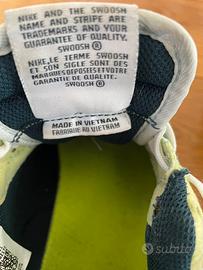 NIKE AND THE SWOOSH
NAME AND STRIPE ARE
TRADEMARKS AND YOUR
GUARANTEE OF QUALITY.
SWOOSH ®
NIKE, LE TERME SWOOSH
ET SON SIGLE SONT DES
MARQUES DEPOSEES ET VOTRE
GARANTIE DE QUALITE.
SWOOSH ®
MADE IN VIETNAM
FABRIQUE AU VIETNAM
subito